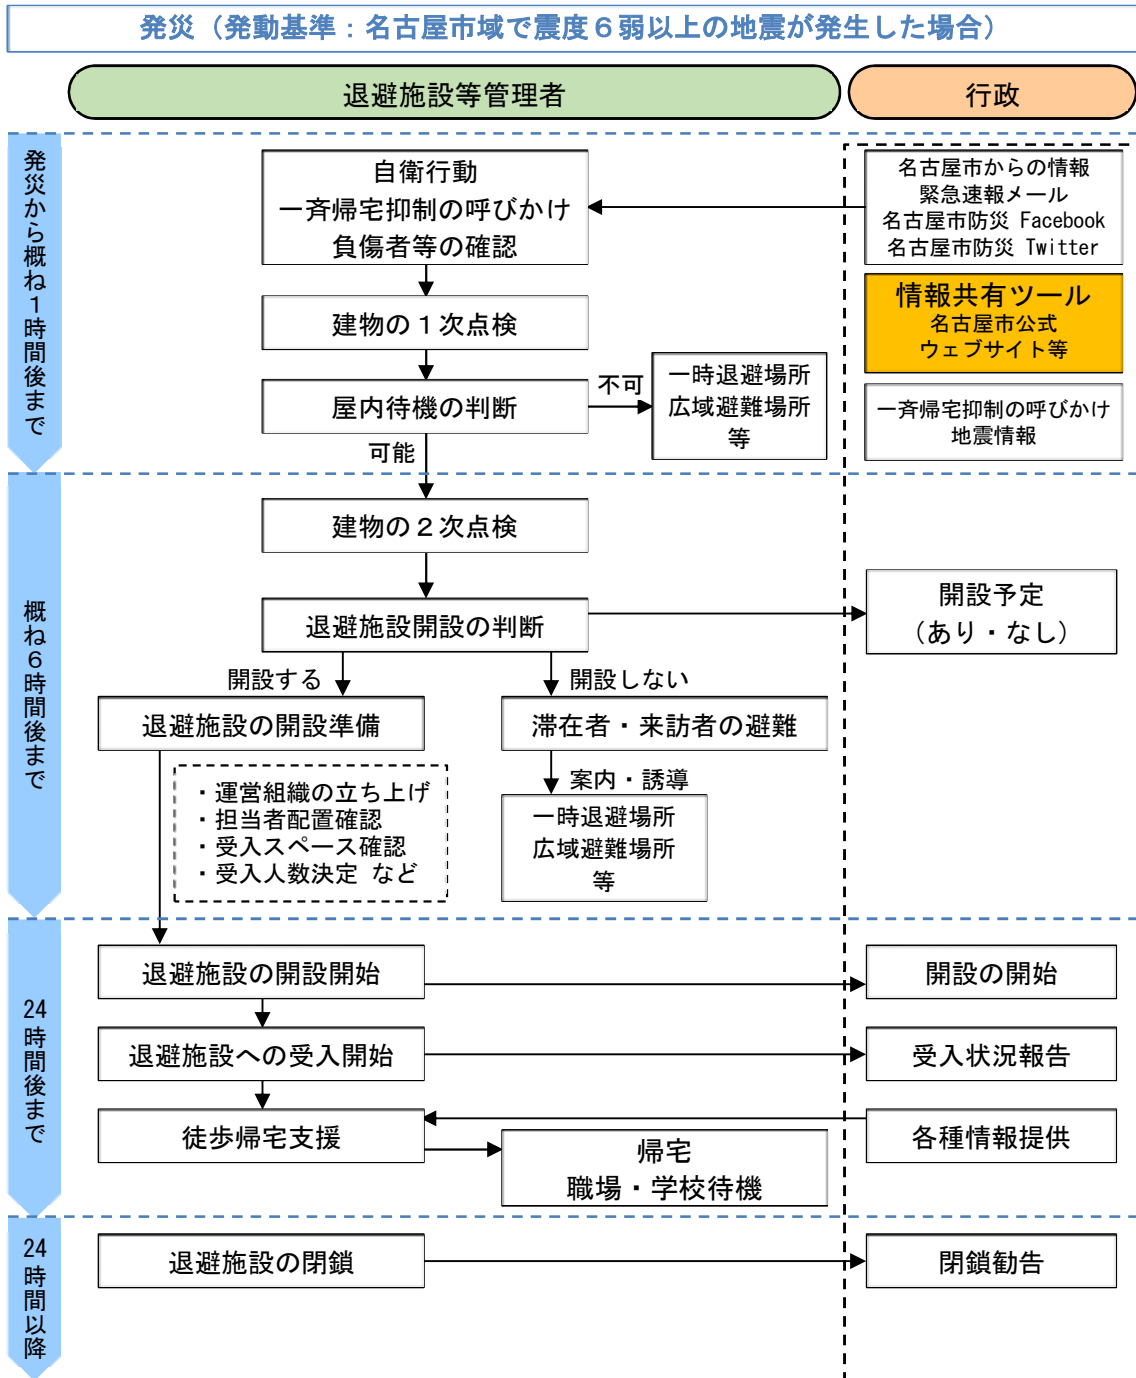 発災（発動基準：名古屋市域で震度６弱以上の地震が発生した場合）
退避施設等管理者
行政
発災から概ね１時間後まで
自衛行動
一斉帰宅抑制の呼びかけ
負傷者等の確認
名古屋市からの情報
緊急速報メール
名古屋市防災 Facebook
名古屋市防災 Twitter
建物の１次点検
情報共有ツール
名古屋市公式
ウェブサイト等
屋内待機の判断
不可
一時退避場所
広域避難場所
等
一斉帰宅抑制の呼びかけ
地震情報
可能
概ね６時間後まで
建物の２次点検
退避施設開設の判断
開設予定
（あり・なし）
開設する
開設しない
退避施設の開設準備
滞在者・来訪者の避難
・運営組織の立ち上げ
・担当者配置確認
・受入スペース確認
・受入人数決定 など
案内・誘導
一時退避場所
広域避難場所
等
24時間後まで
退避施設の開設開始
開設の開始
退避施設への受入開始
受入状況報告
徒歩帰宅支援
各種情報提供
帰宅
職場・学校待機
24時間以降
退避施設の閉鎖
閉鎖勧告